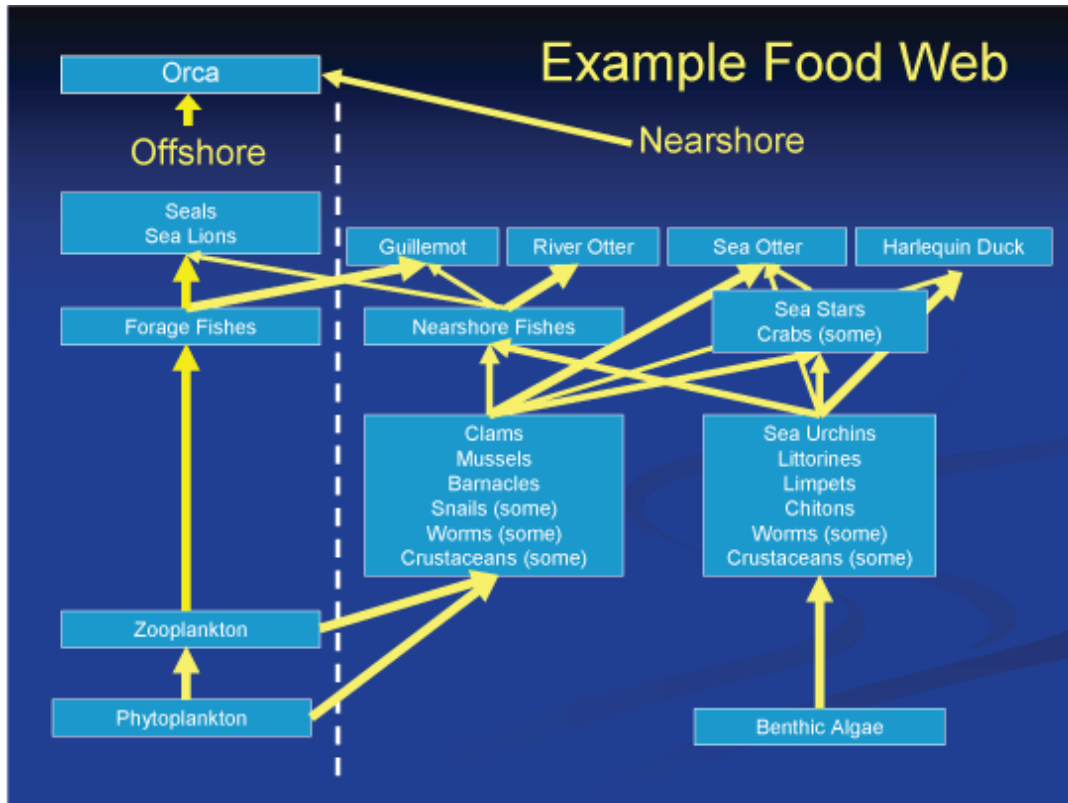 Example Food Web
Orca
Offshore
Nearshore
Seals
Sea Lions
Guillemot
River Otter
Sea Otter
Harlequin Duck
Forage Fishes
Nearshore Fishes
Sea Stars
Crabs (some)
Clams
Mussels
Barnacles
Snails (some)
Worms (some)
Crustaceans (some)
Sea Urchins
Littorines
Limpets
Chitons
Worms (some)
Crustaceans (some)
Zooplankton
Phytoplankton
Benthic Algae